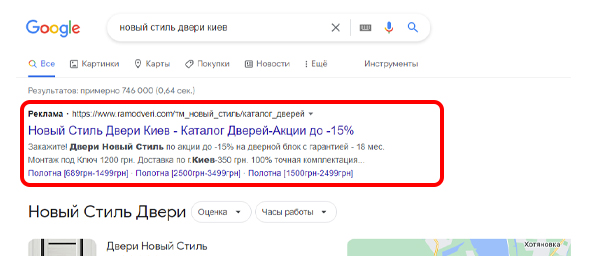 Google
новый стиль двери киев
Все Картинки Карты Покупки Новости Ещё Инструменты
Результатов: примерно 746 000 (0,64 сек.)
Реклама · https://www.ramodveri.com/тм_новый_стиль/каталог_дверей
Новый Стиль Двери Киев - Каталог Дверей-Акции до -15%
Закажите! Двери Новый Стиль по акции до -15% на дверной блок с гарантией - 18 мес.
Монтаж под Ключ 1200 грн. Доставка по г.Киев-350 грн. 100% точная комплектация...
Полотна [689грн-1499грн] · Полотна [2500грн-3499грн] · Полотна [1500грн-2499грн]
Новый Стиль Двери Оценка Часы работы
Двери Новый Стиль
Хотяновка